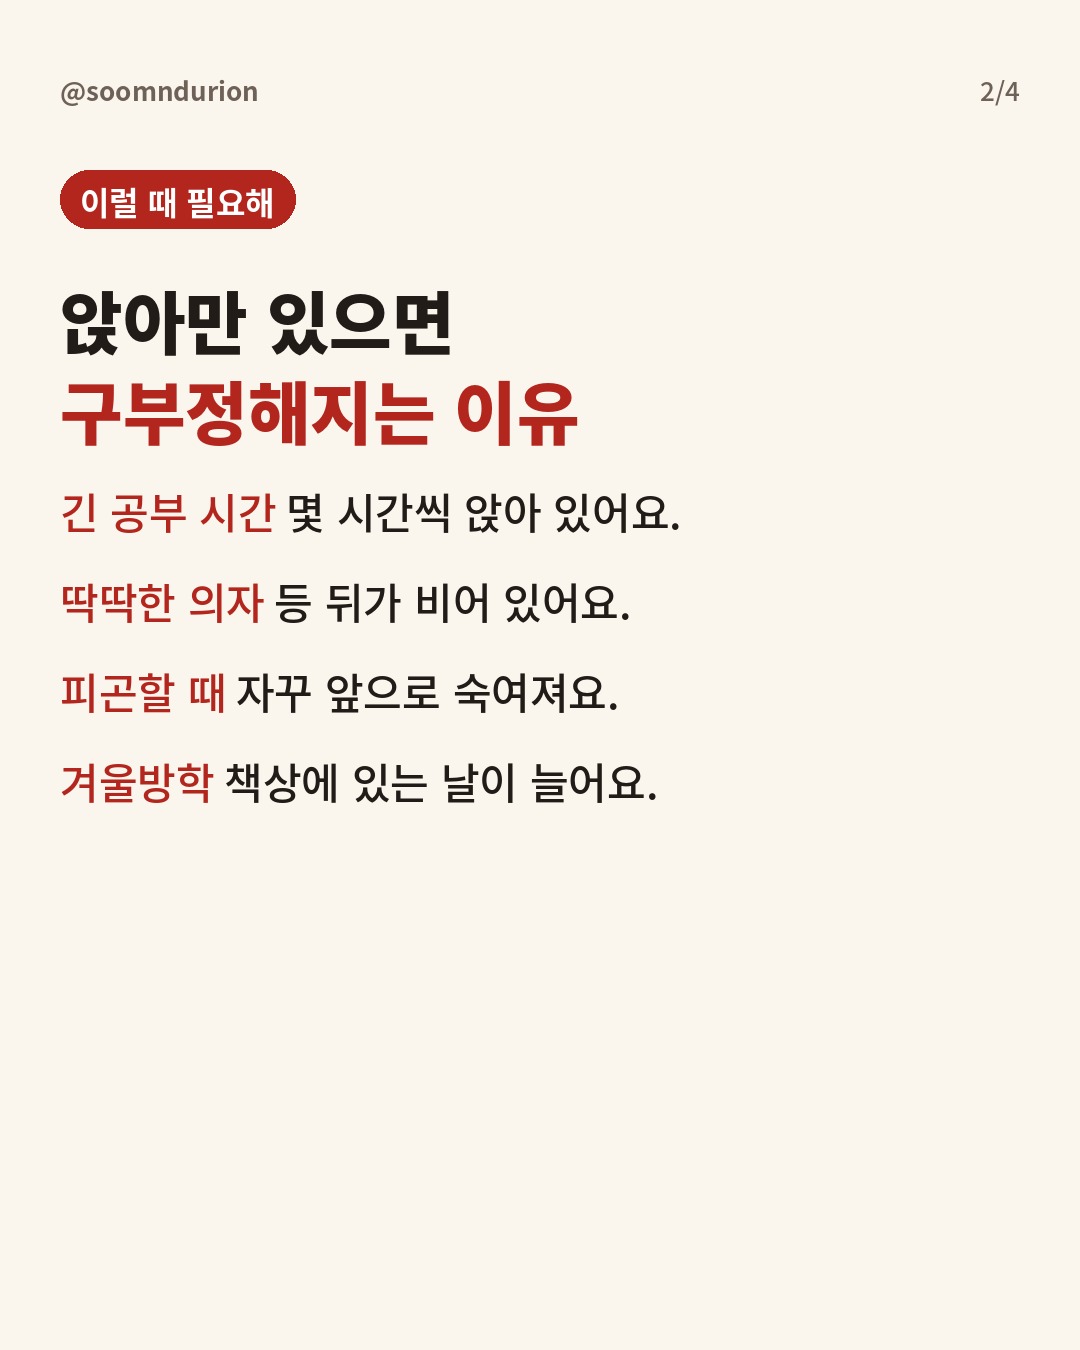 @soomndurion
2/4
이럴 때 필요해
앉아만 있으면
구부정해지는 이유
긴 공부 시간 몇 시간씩 앉아 있어요.
딱딱한 의자 등 뒤가 비어 있어요.
피곤할 때 자꾸 앞으로 숙여져요.
겨울방학 책상에 있는 날이 늘어요.